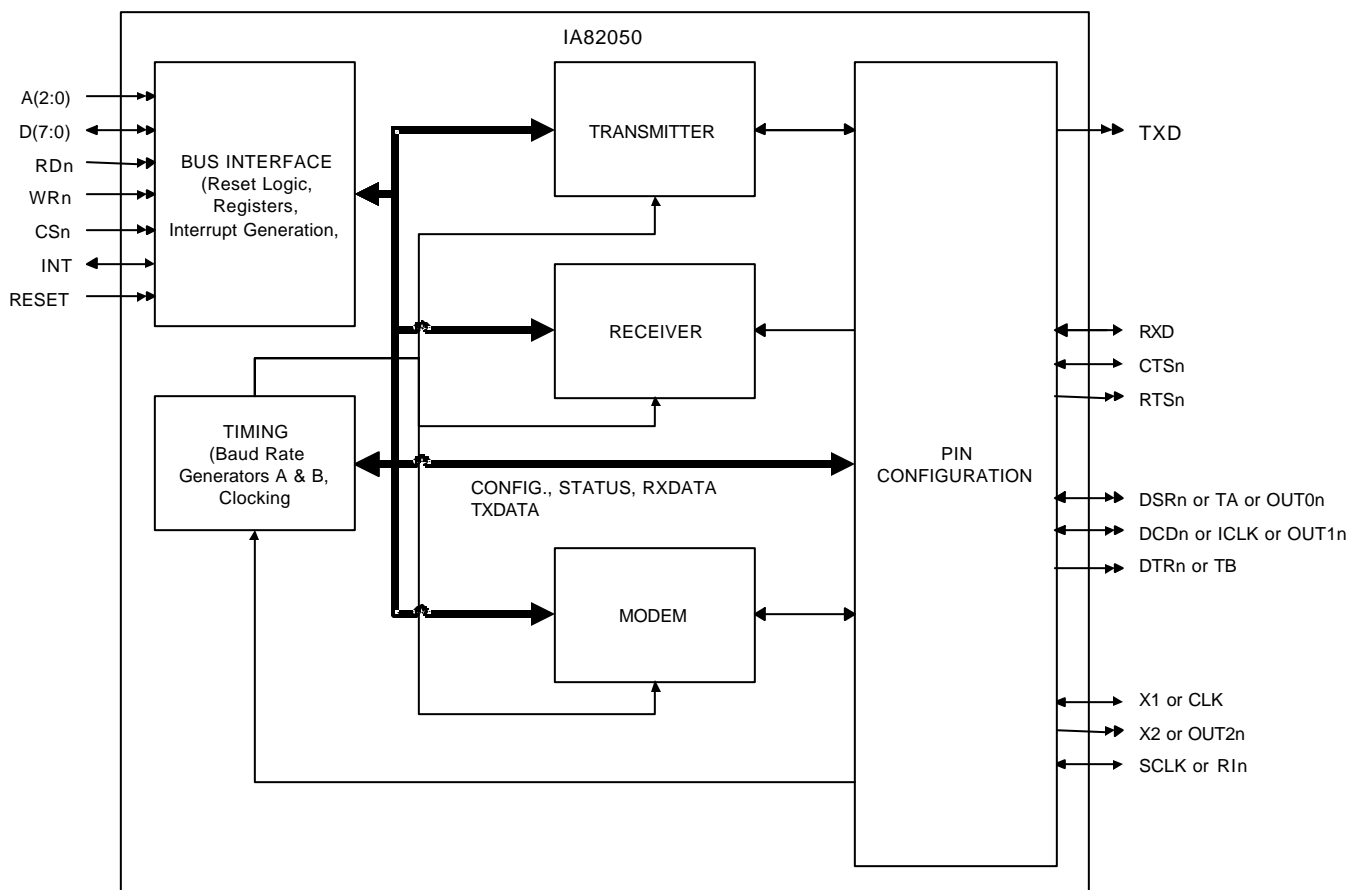 IA82050
A(2:0)
D(7:0)
RDn
WRn
CSn
INT
RESET
BUS INTERFACE
(Reset Logic,
Registers,
Interrupt Generation,
TRANSMITTER
TXD
RECEIVER
RXD
CTSn
RTSn
TIMING
(Baud Rate
Generators A & B,
Clocking
CONFIG., STATUS, RXDATA
TXDATA
PIN
CONFIGURATION
DSRn or TA or OUT0n
DCDn or ICLK or OUT1n
DTRn or TB
MODEM
X1 or CLK
X2 or OUT2n
SCLK or RIn